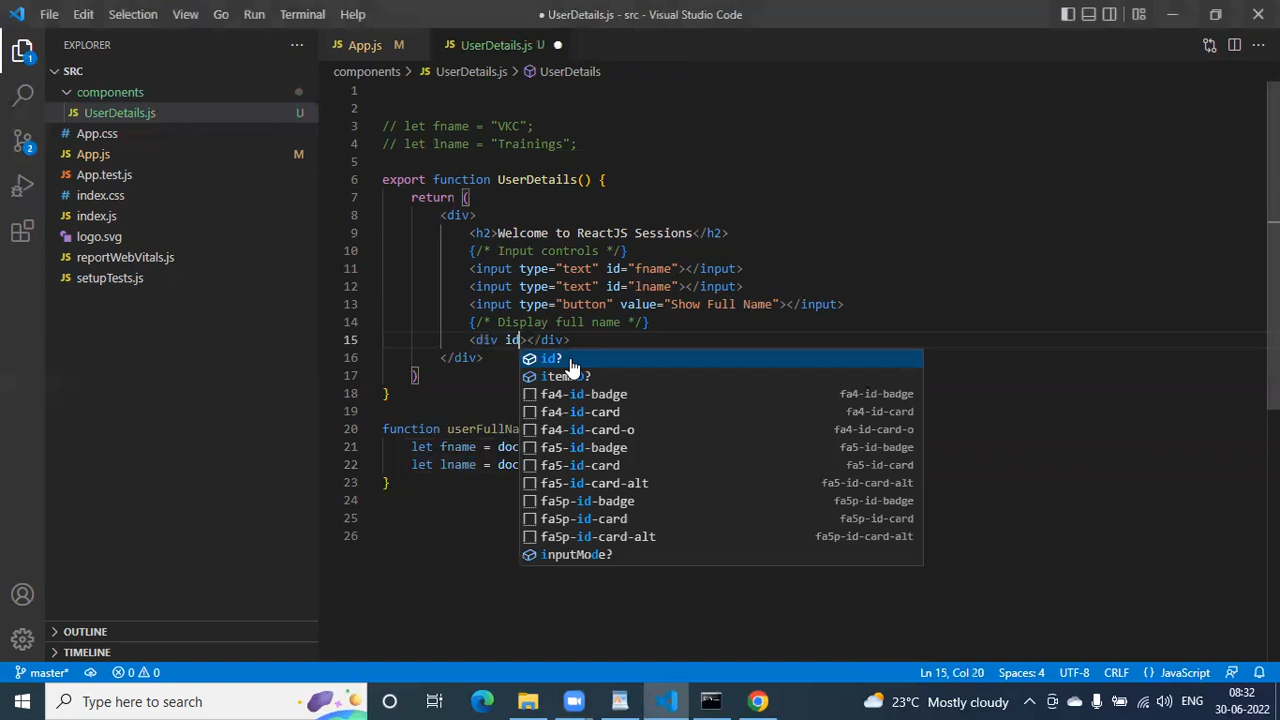 File Edit Selection View Go Run Terminal Help
● UserDetails.js - src - Visual Studio Code
EXPLORER
SRC
components
JS UserDetails.js U
App.css
JS App.js M
JS App.test.js
index.css
JS index.js
logo.svg
JS reportWebVitals.js
JS setupTests.js
OUTLINE
TIMELINE
JS App.js M
JS UserDetails.js U ●
components > JS UserDetails.js > UserDetails
1
2
3 // let fname = "VKC";
4 // let lname = "Trainings";
5
6 export function UserDetails() {
7 return (
8 <div>
9 <h2>Welcome to ReactJS Sessions</h2>
10 {/* Input controls */}
11 <input type="text" id="fname"></input>
12 <input type="text" id="lname"></input>
13 <input type="button" value="Show Full Name"></input>
14 {/* Display full name */}
15 <div id></div>
16 </div>
17 )
18 }
19
20 function userFullNa
21 let fname = doc
22 let lname = doc
23 }
24
25
26
id?
fa4-id-badge fa4-id-badge
fa4-id-card fa4-id-card
fa4-id-card-o fa4-id-card-o
fa5-id-badge fa5-id-badge
fa5-id-card fa5-id-card
fa5-id-card-alt fa5-id-card-alt
fa5p-id-badge fa5p-id-badge
fa5p-id-card fa5p-id-card
fa5p-id-card-alt fa5p-id-card-alt
inputMode?
1
2
master* 0 0
Ln 15, Col 20 Spaces: 4 UTF-8 CRLF {} JavaScript
Type here to search
23°C Mostly cloudy
ENG
08:32
30-06-2022